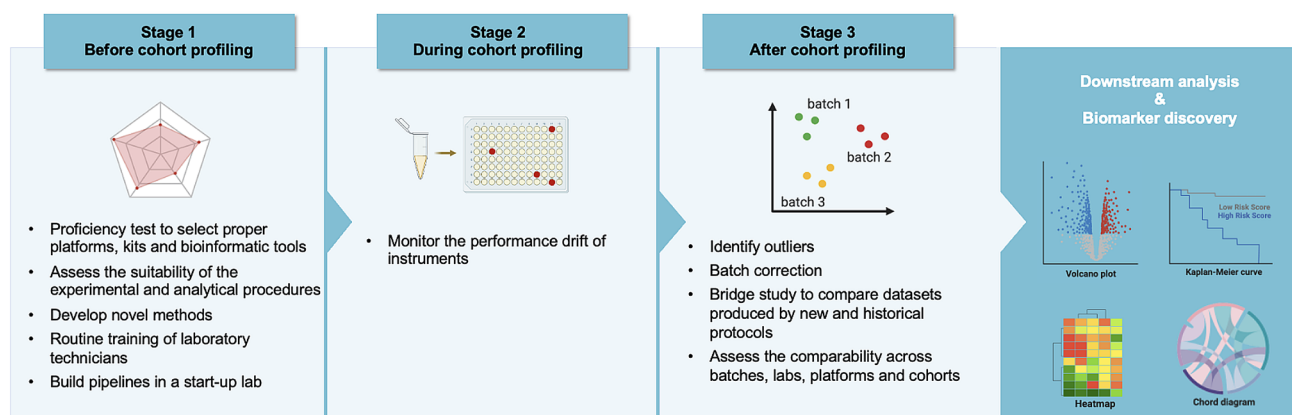 Stage 1
Before cohort profiling
Proficiency test to select proper
platforms, kits and bioinformatic tools
Assess the suitability of the
experimental and analytical procedures
Develop novel methods
Routine training of laboratory
technicians
Build pipelines in a start-up lab
Stage 2
During cohort profiling
Monitor the performance drift of
instruments
Stage 3
After cohort profiling
batch 1
batch 2
batch 3
Identify outliers
Batch correction
Bridge study to compare datasets
produced by new and historical
protocols
Assess the comparability across
batches, labs, platforms and cohorts
Downstream analysis
&
Biomarker discovery
Volcano plot
Low Risk Score
High Risk Score
Kaplan-Meier curve
Heatmap
Chord diagram